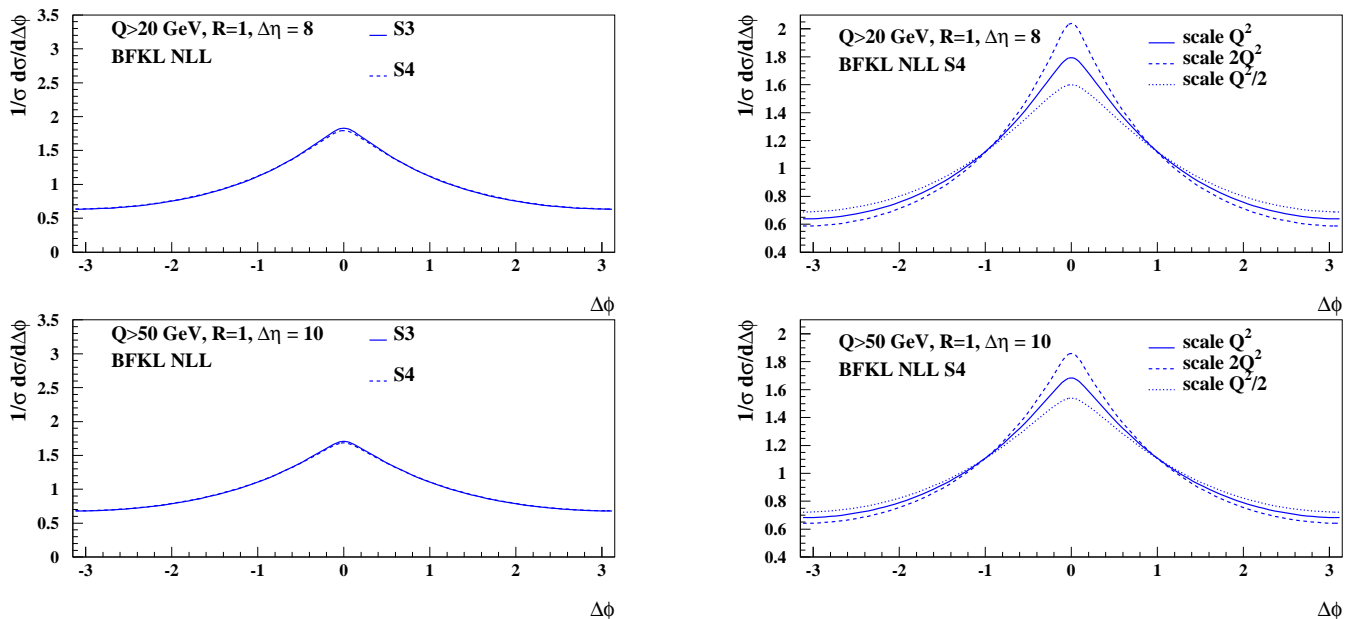 1/σ dσ/dΔϕ
3.5
3
2.5
2
1.5
1
0.5
0
Q>20 GeV, R=1, Δη = 8
BFKL NLL
S3
S4
-3 -2 -1 0 1 2 3
Δϕ
1/σ dσ/dΔϕ
2
1.8
1.6
1.4
1.2
1
0.8
0.6
0.4
Q>20 GeV, R=1, Δη = 8
BFKL NLL S4
scale Q²
scale 2Q²
scale Q²/2
-3 -2 -1 0 1 2 3
Δϕ
1/σ dσ/dΔϕ
3.5
3
2.5
2
1.5
1
0.5
0
Q>50 GeV, R=1, Δη = 10
BFKL NLL
S3
S4
-3 -2 -1 0 1 2 3
Δϕ
1/σ dσ/dΔϕ
2
1.8
1.6
1.4
1.2
1
0.8
0.6
0.4
Q>50 GeV, R=1, Δη = 10
BFKL NLL S4
scale Q²
scale 2Q²
scale Q²/2
-3 -2 -1 0 1 2 3
Δϕ